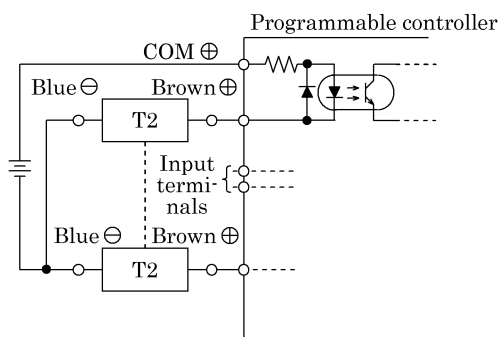 Programmable controller
COM ⊕
Blue ⊖
Brown ⊕
T2
Input
termi-
nals
Blue ⊖
Brown ⊕
T2